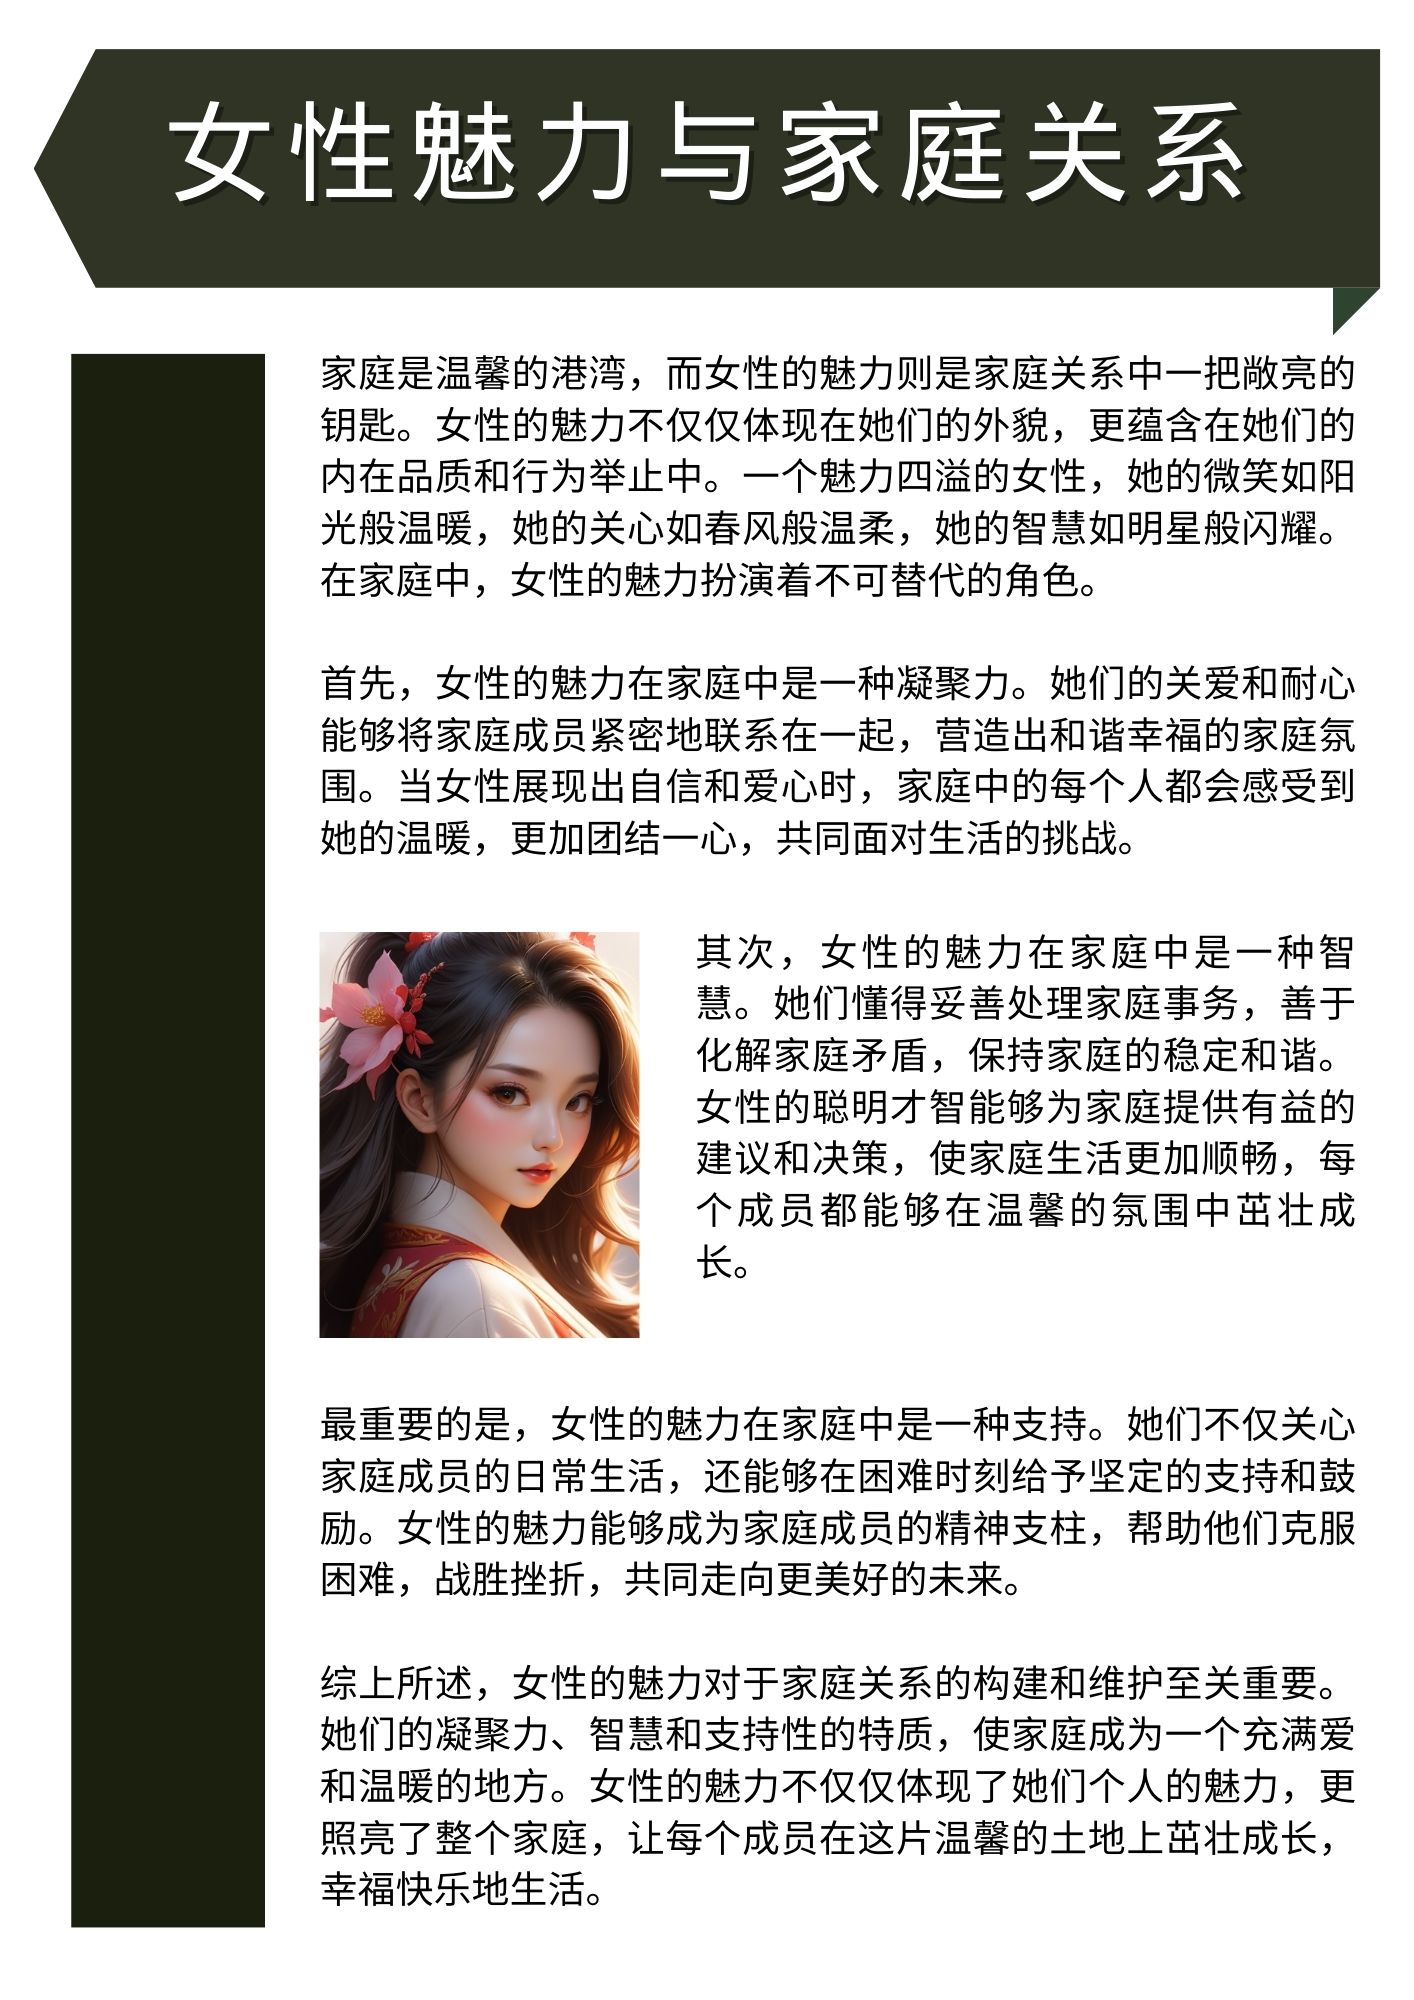 女性魅力与家庭关系
家庭是温馨的港湾，而女性的魅力则是家庭关系中一把敞亮的
钥匙。女性的魅力不仅仅体现在她们的外貌，更蕴含在她们的
内在品质和行为举止中。一个魅力四溢的女性，她的微笑如阳
光般温暖，她的关心如春风般温柔，她的智慧如明星般闪耀。
在家庭中，女性的魅力扮演着不可替代的角色。
首先，女性的魅力在家庭中是一种凝聚力。她们的关爱和耐心
能够将家庭成员紧密地联系在一起，营造出和谐幸福的家庭氛
围。当女性展现出自信和爱心时，家庭中的每个人都会感受到
她的温暖，更加团结一心，共同面对生活的挑战。
其次，女性的魅力在家庭中是一种智
慧。她们懂得妥善处理家庭事务，善于
化解家庭矛盾，保持家庭的稳定和谐。
女性的聪明才智能够为家庭提供有益的
建议和决策，使家庭生活更加顺畅，每
个成员都能够在温馨的氛围中茁壮成
长。
最重要的是，女性的魅力在家庭中是一种支持。她们不仅关心
家庭成员的日常生活，还能够在困难时刻给予坚定的支持和鼓
励。女性的魅力能够成为家庭成员的精神支柱，帮助他们克服
困难，战胜挫折，共同走向更美好的未来。
综上所述，女性的魅力对于家庭关系的构建和维护至关重要。
她们的凝聚力、智慧和支持性的特质，使家庭成为一个充满爱
和温暖的地方。女性的魅力不仅仅体现了她们个人的魅力，更
照亮了整个家庭，让每个成员在这片温馨的土地上茁壮成长，
幸福快乐地生活。